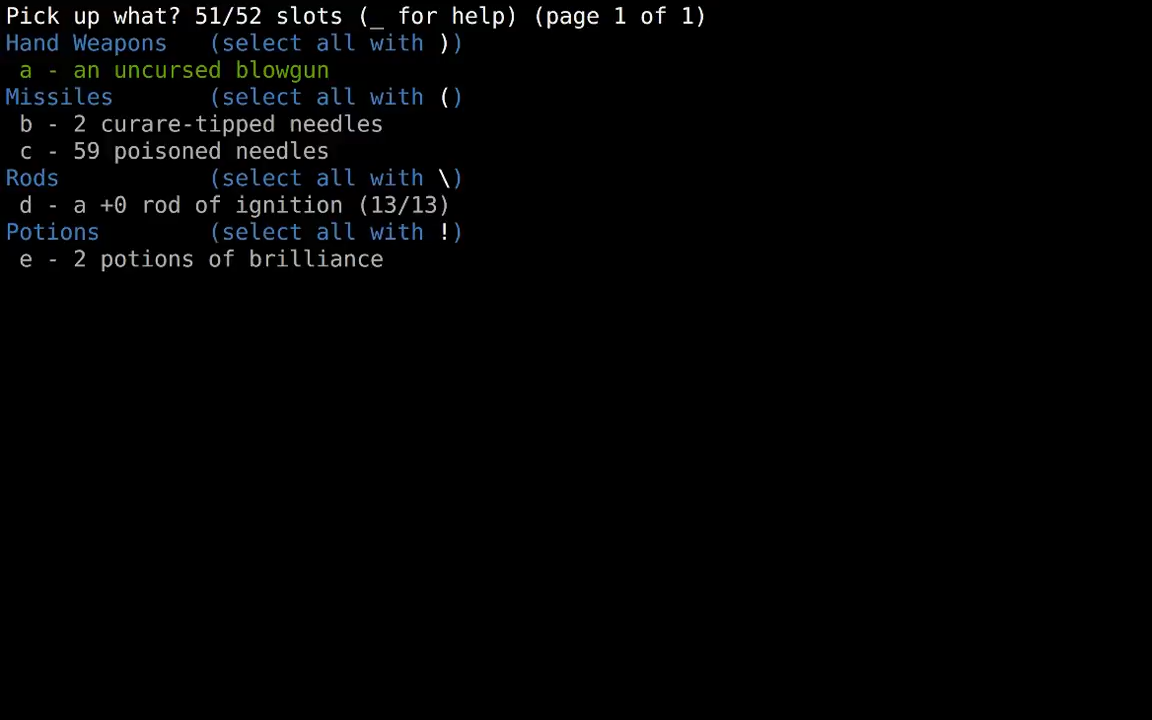 Pick up what? 51/52 slots (_ for help) (page 1 of 1)
Hand Weapons (select all with ))
a - an uncursed blowgun
Missiles (select all with ()
b - 2 curare-tipped needles
c - 59 poisoned needles
Rods (select all with \)
d - a +0 rod of ignition (13/13)
Potions (select all with !)
e - 2 potions of brilliance